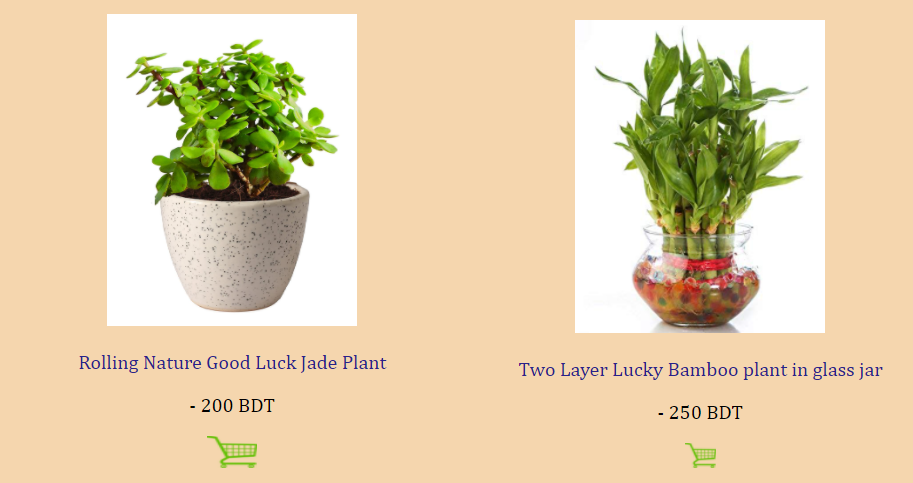 Rolling Nature Good Luck Jade Plant
- 200 BDT
Two Layer Lucky Bamboo plant in glass jar
- 250 BDT